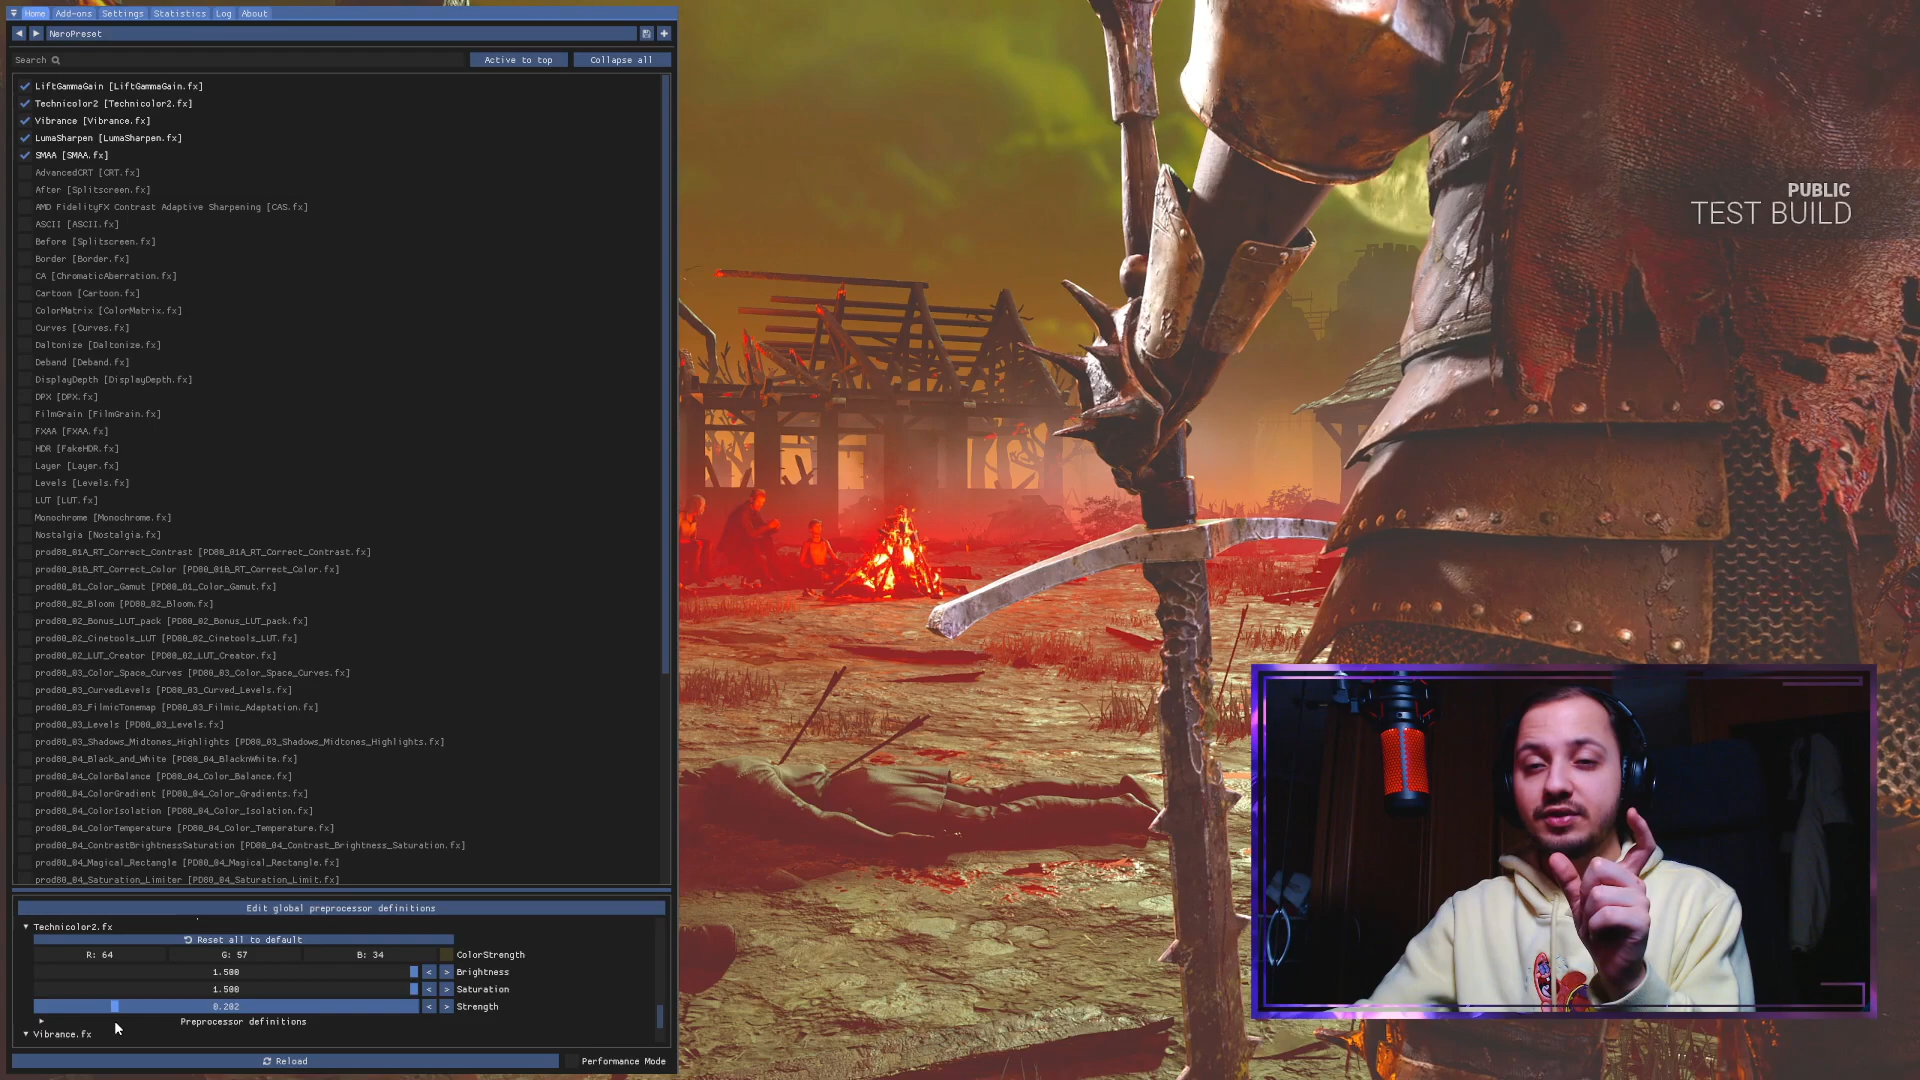 Home Add-ons Settings Statistics Log About
NeroPreset
Search Active to top Collapse all
LiftGammaGain [LiftGammaGain.fx]
Technicolor2 [Technicolor2.fx]
Vibrance [Vibrance.fx]
LumaSharpen [LumaSharpen.fx]
SMAA [SMAA.fx]
AdvancedCRT [CRT.fx]
After [Splitscreen.fx]
AMD FidelityFX Contrast Adaptive Sharpening [CAS.fx]
ASCII [ASCII.fx]
Before [Splitscreen.fx]
Border [Border.fx]
CA [ChromaticAberration.fx]
Cartoon [Cartoon.fx]
ColorMatrix [ColorMatrix.fx]
Curves [Curves.fx]
Daltonize [Daltonize.fx]
Deband [Deband.fx]
DisplayDepth [DisplayDepth.fx]
DPX [DPX.fx]
FilmGrain [FilmGrain.fx]
FXAA [FXAA.fx]
HDR [FakeHDR.fx]
Layer [Layer.fx]
Levels [Levels.fx]
LUT [LUT.fx]
Monochrome [Monochrome.fx]
Nostalgia [Nostalgia.fx]
prod80_01A_RT_Correct_Contrast [PD80_01A_RT_Correct_Contrast.fx]
prod80_01B_RT_Correct_Color [PD80_01B_RT_Correct_Color.fx]
prod80_01_Color_Gamut [PD80_01_Color_Gamut.fx]
prod80_02_Bloom [PD80_02_Bloom.fx]
prod80_02_Bonus_LUT_pack [PD80_02_Bonus_LUT_pack.fx]
prod80_02_Cinetools_LUT [PD80_02_Cinetools_LUT.fx]
prod80_02_LUT_Creator [PD80_02_LUT_Creator.fx]
prod80_03_Color_Space_Curves [PD80_03_Color_Space_Curves.fx]
prod80_03_CurvedLevels [PD80_03_Curved_Levels.fx]
prod80_03_FilmicTonemap [PD80_03_Filmic_Adaptation.fx]
prod80_03_Levels [PD80_03_Levels.fx]
prod80_03_Shadows_Midtones_Highlights [PD80_03_Shadows_Midtones_Highlights.fx]
prod80_04_Black_and_White [PD80_04_BlacknWhite.fx]
prod80_04_ColorBalance [PD80_04_Color_Balance.fx]
prod80_04_ColorGradient [PD80_04_Color_Gradients.fx]
prod80_04_ColorIsolation [PD80_04_Color_Isolation.fx]
prod80_04_ColorTemperature [PD80_04_Color_Temperature.fx]
prod80_04_ContrastBrightnessSaturation [PD80_04_Contrast_Brightness_Saturation.fx]
prod80_04_Magical_Rectangle [PD80_04_Magical_Rectangle.fx]
prod80_04_Saturation_Limiter [PD80_04_Saturation_Limit.fx]
Edit global preprocessor definitions
Technicolor2.fx
Reset all to default
R: 64 G: 57 B: 34 ColorStrength
1.500 < > Brightness
1.500 < > Saturation
0.202 < > Strength
Preprocessor definitions
Vibrance.fx
Reload Performance Mode
PUBLIC
TEST BUILD